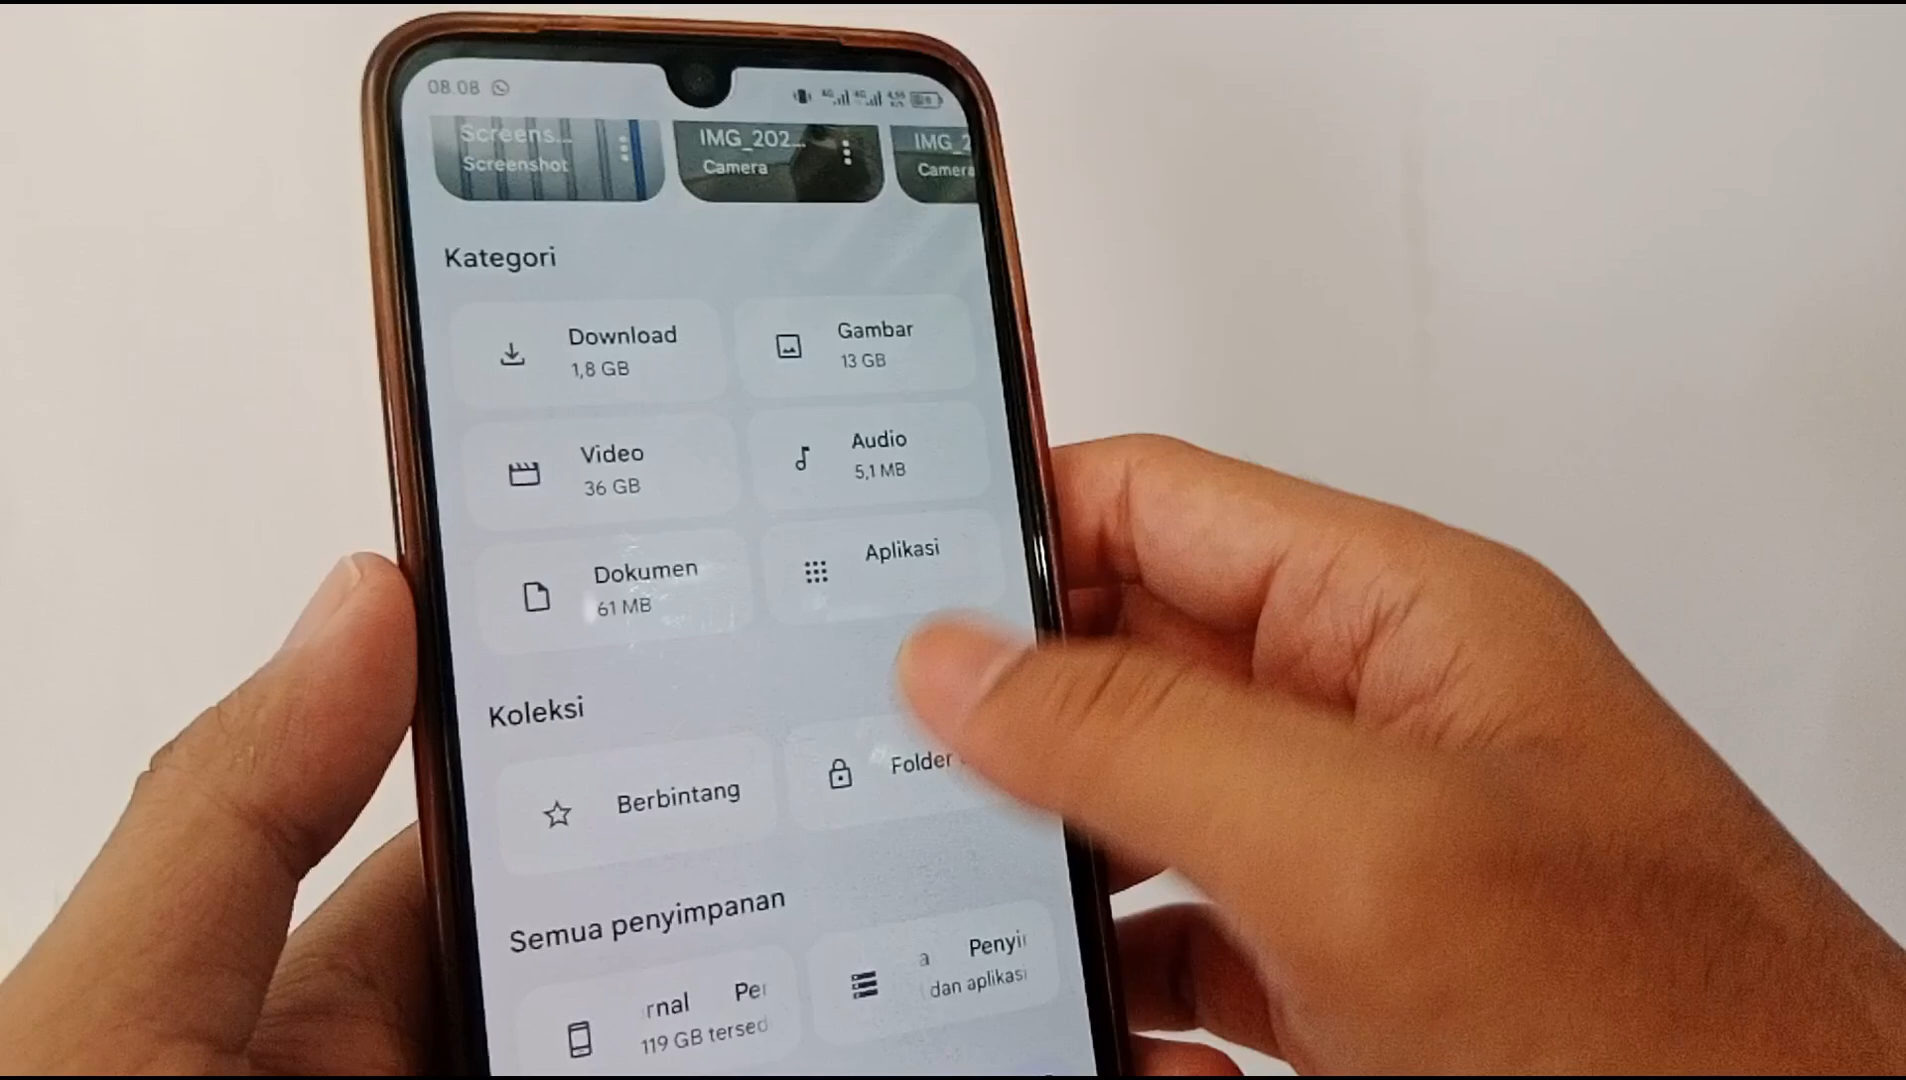 08.08
Screens... IMG_202... IMG_2
Screenshot Camera Camera
Kategori
Download
1,8 GB
Gambar
13 GB
Video
36 GB
Audio
5,1 MB
Dokumen
61 MB
Aplikasi
Koleksi
Berbintang
Folder
Semua penyimpanan
rnal Pe
119 GB tersed
a Penyi
dan aplikasi